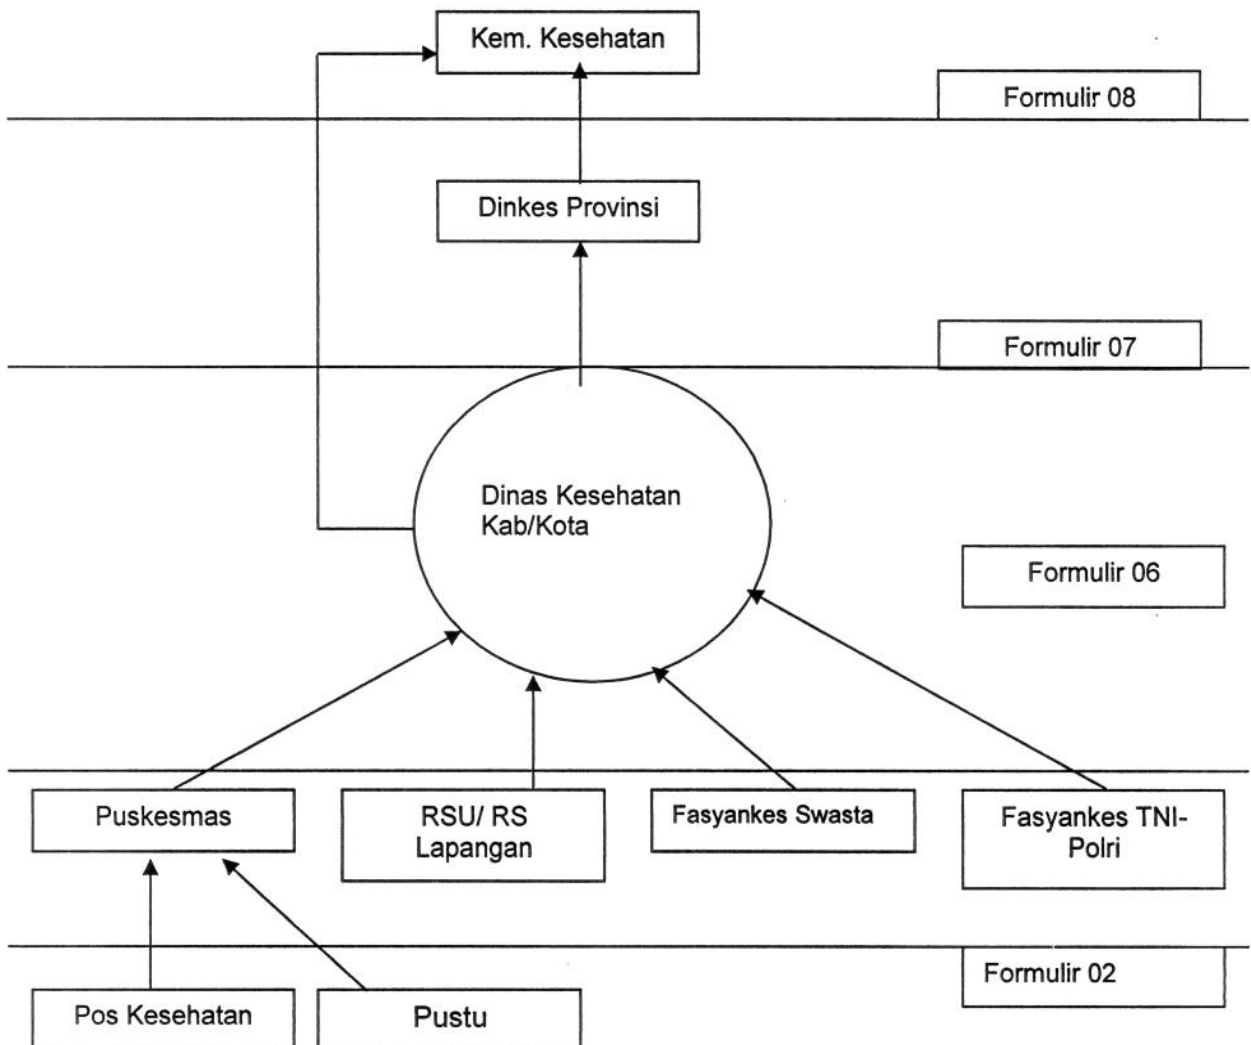 Kem. Kesehatan
Formulir 08
Dinkes Provinsi
Formulir 07
Dinas Kesehatan
Kab/Kota
Formulir 06
Puskesmas
RSU/ RS
Lapangan
Fasyankes Swasta
Fasyankes TNI-
Polri
Formulir 02
Pos Kesehatan
Pustu